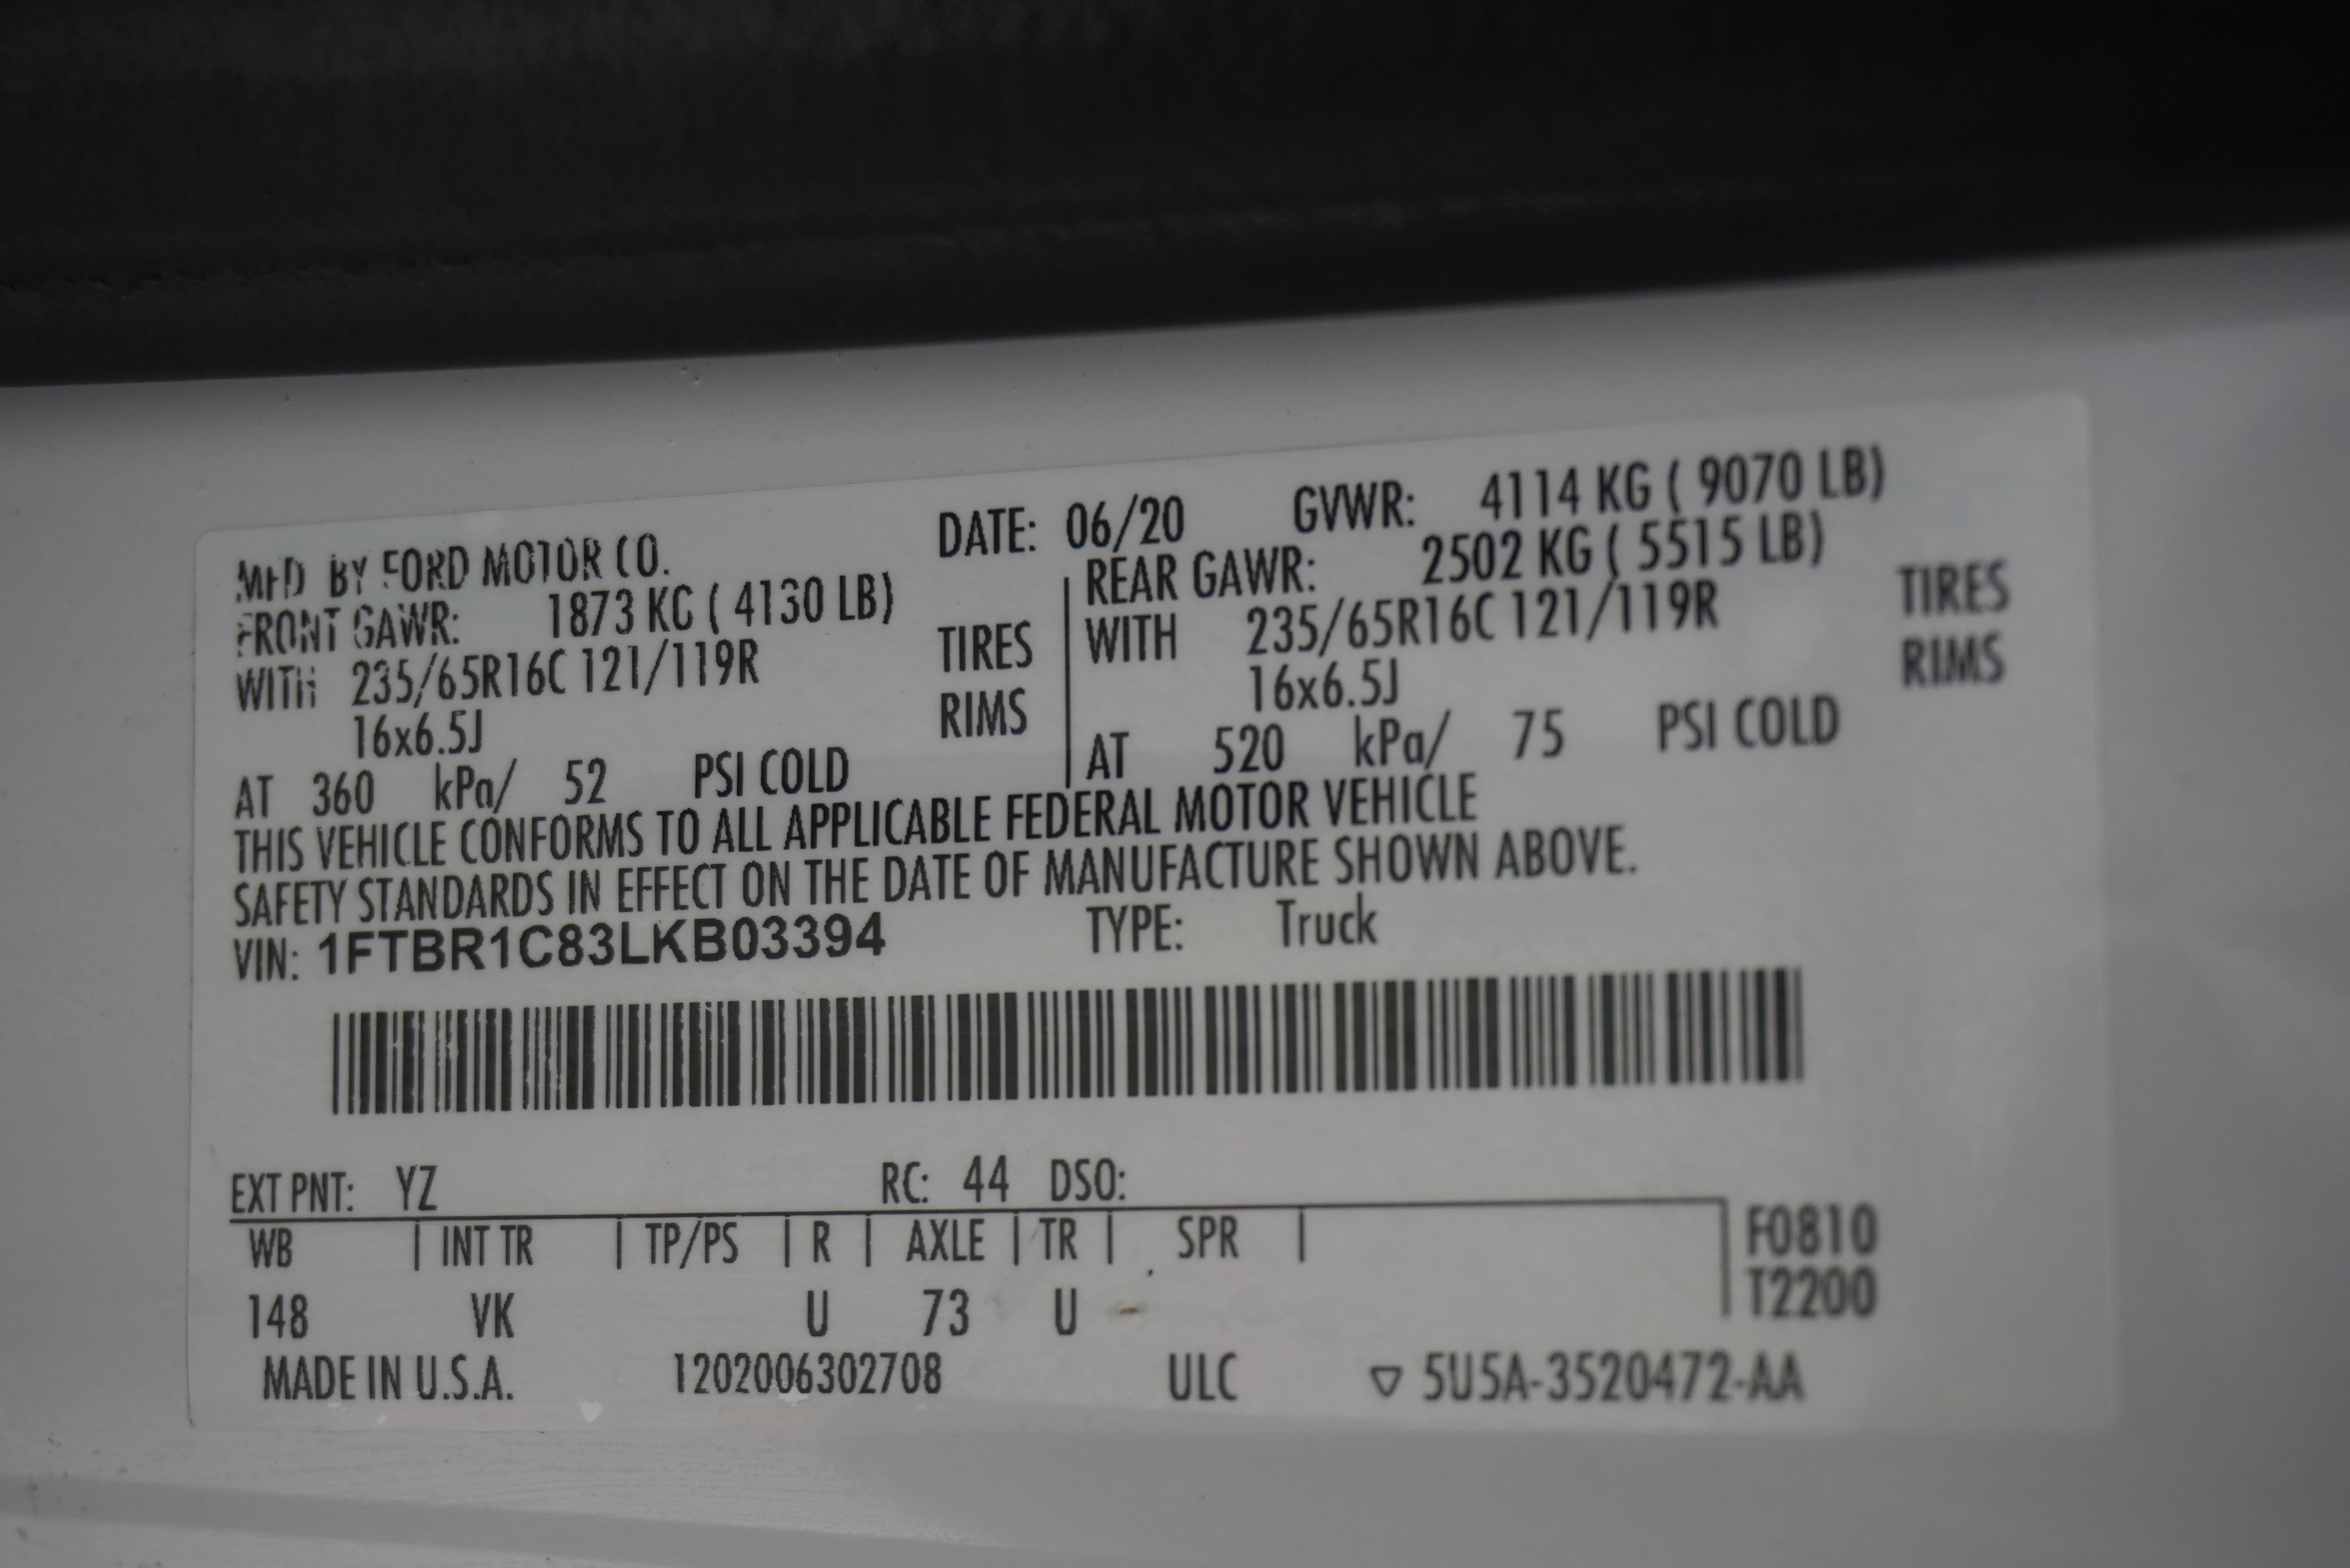 MFD BY FORD MOTOR CO. DATE: 06/20 GVWR: 4114 KG ( 9070 LB)
FRONT GAWR: 1873 KG ( 4130 LB) REAR GAWR: 2502 KG ( 5515 LB)
WITH 235/65R16C 121/119R TIRES WITH 235/65R16C 121/119R TIRES
16x6.5J RIMS 16x6.5J RIMS
AT 360 kPa/ 52 PSI COLD AT 520 kPa/ 75 PSI COLD
THIS VEHICLE CONFORMS TO ALL APPLICABLE FEDERAL MOTOR VEHICLE
SAFETY STANDARDS IN EFFECT ON THE DATE OF MANUFACTURE SHOWN ABOVE.
VIN: 1FTBR1C83LKB03394 TYPE: Truck
EXT PNT: YZ RC: 44 DSO:
WB | INT TR | TP/PS | R | AXLE | TR | SPR | F0810
148 VK U 73 U T2200
MADE IN U.S.A. 1202006302708 ULC ▽ 5U5A-3520472-AA